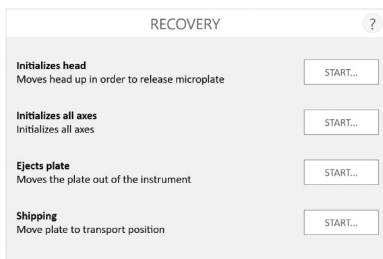 RECOVERY
?
Initializes head
Moves head up in order to release microplate
START...
Initializes all axes
Initializes all axes
START...
Ejects plate
Moves the plate out of the instrument
START...
Shipping
Move plate to transport position
START...